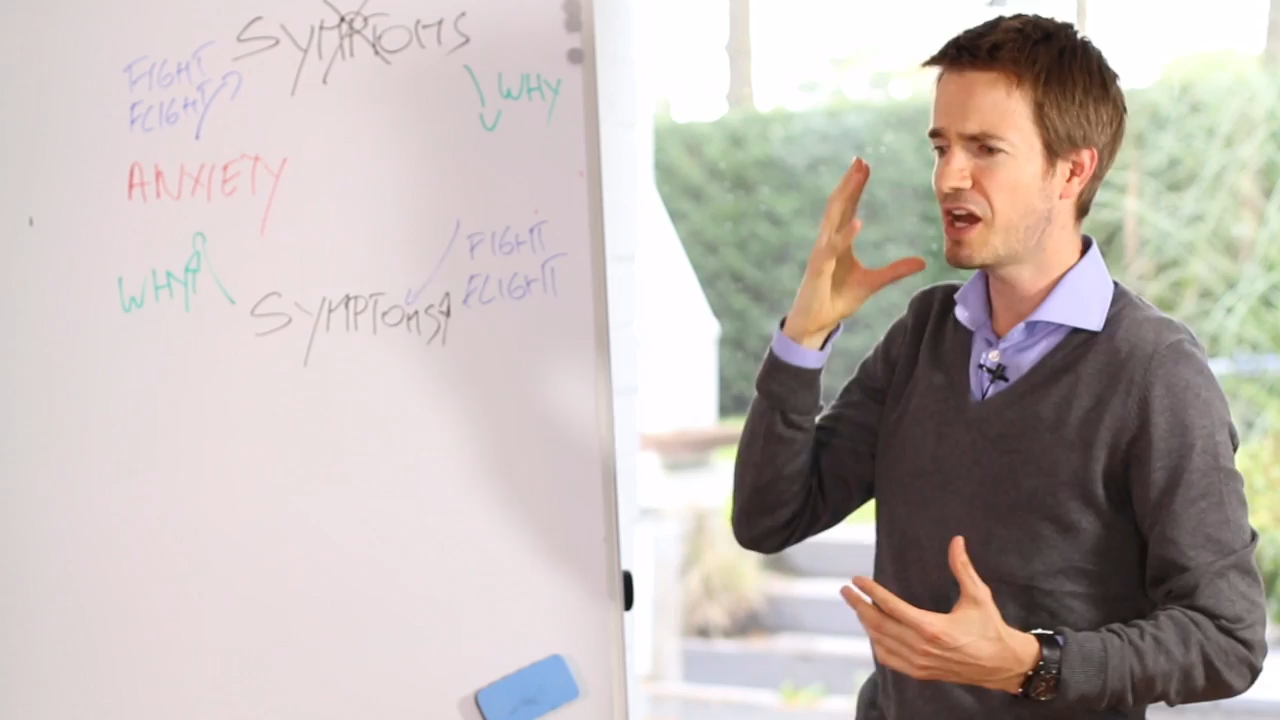 SYMPTOMS
FIGHT
FLIGHT
WHY
ANXIETY
WHY?
FIGHT
FLIGHT
SYMPTOMS